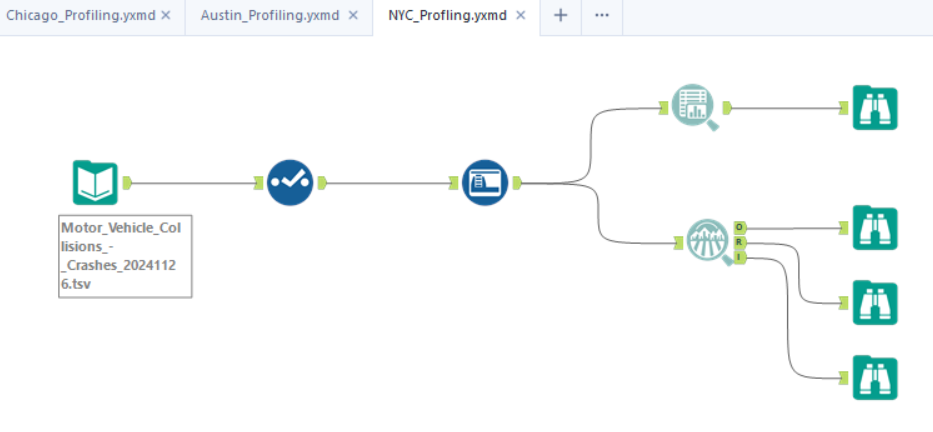 Chicago_Profiling.yxmd × Austin_Profiling.yxmd × NYC_Profling.yxmd × + ...
O
R
I
Motor_Vehicle_Col
lisions_-
_Crashes_2024112
6.tsv